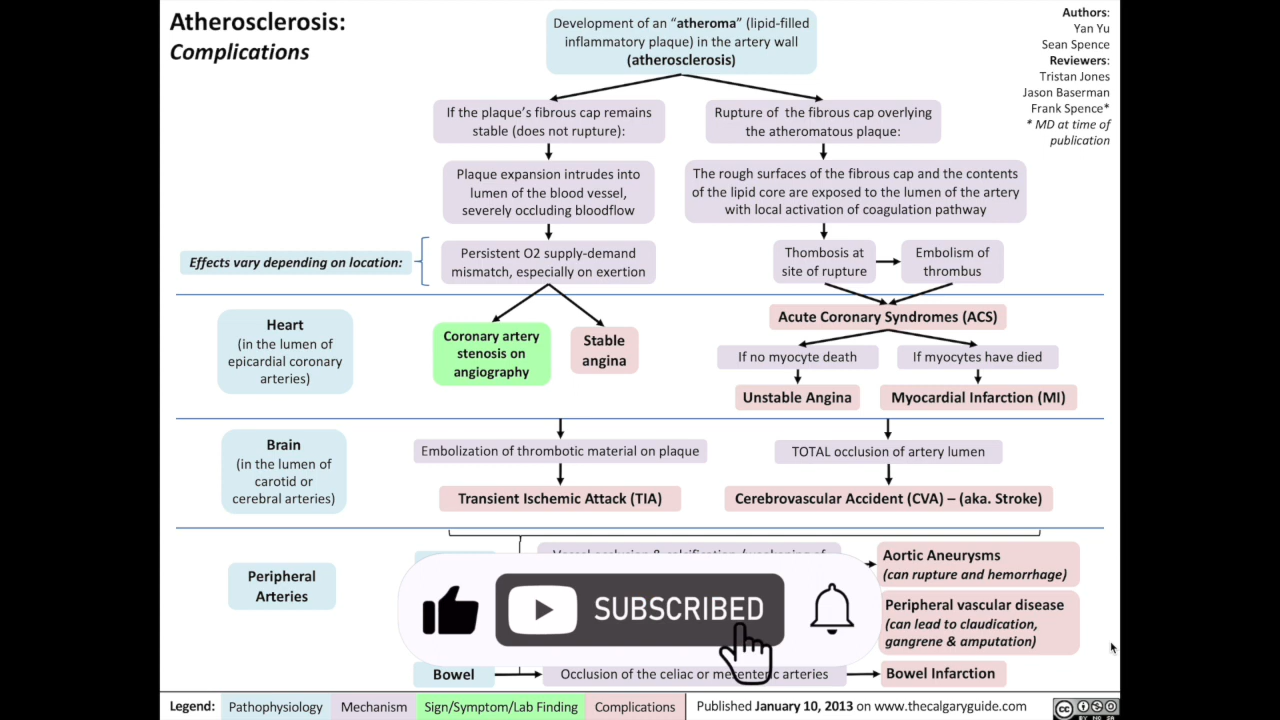 Atherosclerosis:
Complications
Development of an “atheroma” (lipid-filled
inflammatory plaque) in the artery wall
(atherosclerosis)
Authors:
Yan Yu
Sean Spence
Reviewers:
Tristan Jones
Jason Baserman
Frank Spence*
* MD at time of
publication
If the plaque’s fibrous cap remains
stable (does not rupture):
Rupture of the fibrous cap overlying
the atheromatous plaque:
Plaque expansion intrudes into
lumen of the blood vessel,
severely occluding bloodflow
The rough surfaces of the fibrous cap and the contents
of the lipid core are exposed to the lumen of the artery
with local activation of coagulation pathway
Effects vary depending on location:
Persistent O2 supply-demand
mismatch, especially on exertion
Thombosis at
site of rupture
Embolism of
thrombus
Heart
(in the lumen of
epicardial coronary
arteries)
Coronary artery
stenosis on
angiography
Stable
angina
Acute Coronary Syndromes (ACS)
If no myocyte death
If myocytes have died
Unstable Angina
Myocardial Infarction (MI)
Brain
(in the lumen of
carotid or
cerebral arteries)
Embolization of thrombotic material on plaque
TOTAL occlusion of artery lumen
Transient Ischemic Attack (TIA)
Cerebrovascular Accident (CVA) – (aka. Stroke)
Peripheral
Arteries
Vessel occlusion & calcification (weakening of
Aortic Aneurysms
(can rupture and hemorrhage)
SUBSCRIBED
Peripheral vascular disease
(can lead to claudication,
gangrene & amputation)
Bowel
Occlusion of the celiac or mesenteric arteries
Bowel Infarction
Legend:
Pathophysiology
Mechanism
Sign/Symptom/Lab Finding
Complications
Published January 10, 2013 on www.thecalgaryguide.com
cc
BY NC SA